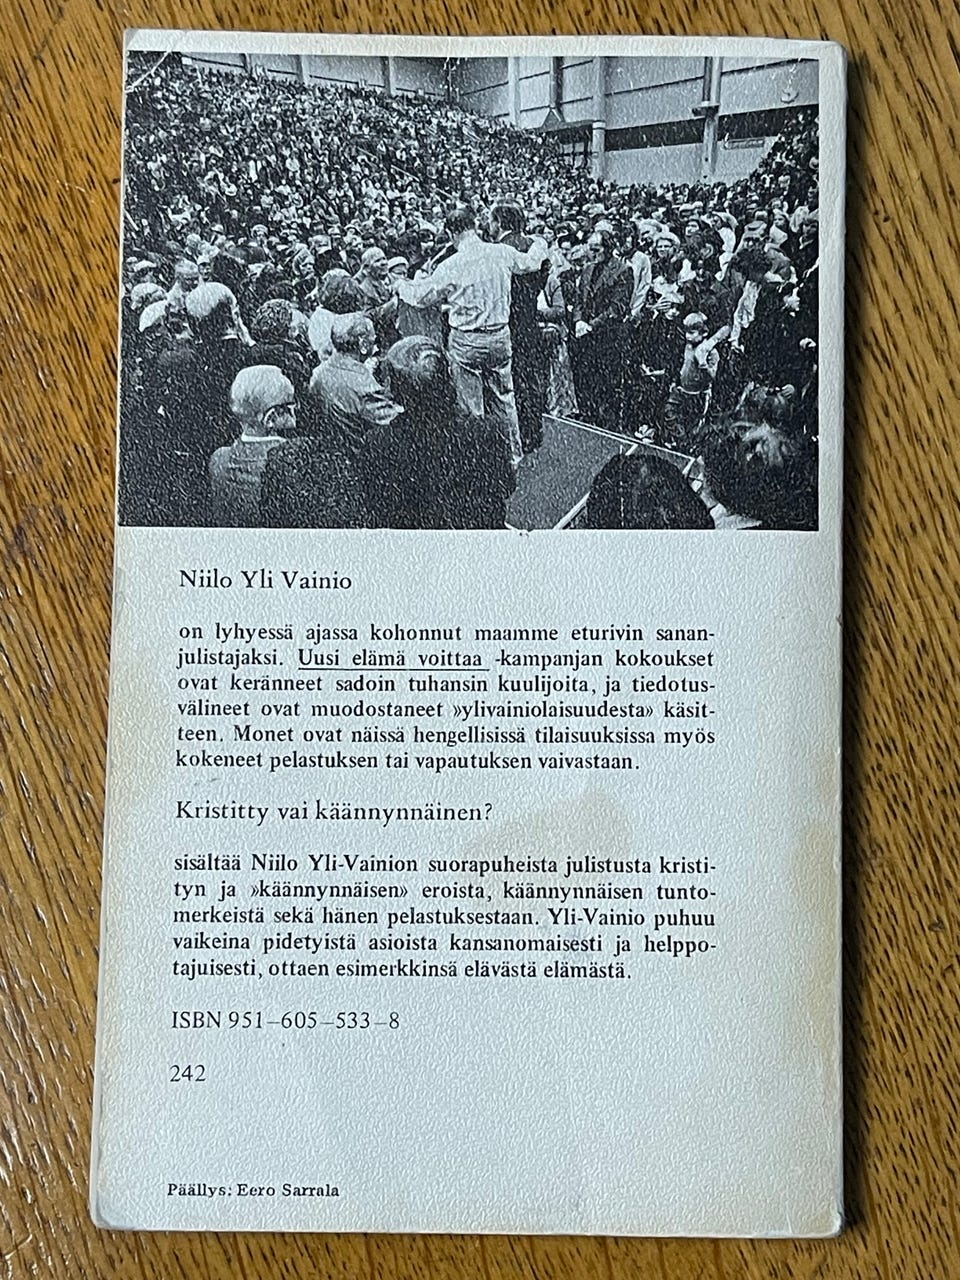 Niilo Yli Vainio
on lyhyessä ajassa kohonnut maamme eturivin sanan-
julistajaksi. Uusi elämä voittaa -kampanjan kokoukset
ovat keränneet sadoin tuhansin kuulijoita, ja tiedotus-
välineet ovat muodostaneet »ylivainiolaisuudesta» käsit-
teen. Monet ovat näissä hengellisissä tilaisuuksissa myös
kokeneet pelastuksen tai vapautuksen vaivastaan.
Kristitty vai käännynnäinen?
sisältää Niilo Yli-Vainion suorapuheista julistusta kristi-
tyn ja »käännynnäisen» eroista, käännynnäisen tunto-
merkeistä sekä hänen pelastuksestaan. Yli-Vainio puhuu
vaikeina pidetyistä asioista kansanomaisesti ja helppo-
tajuisesti, ottaen esimerkkinsä elävästä elämästä.
ISBN 951-605-533-8
242
Päällys: Eero Sarrala